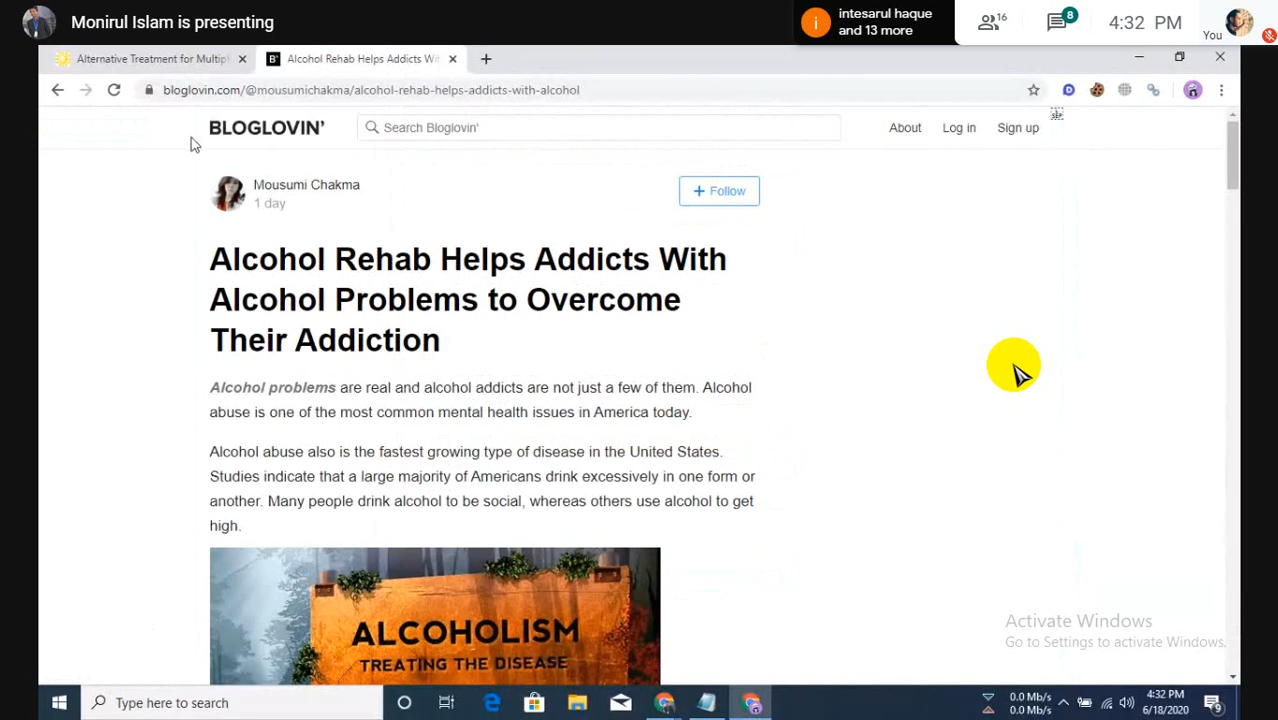 Monirul Islam is presenting
i
intesarul haque
and 13 more
16
8
4:32 PM
You
Alternative Treatment for Multip
Alcohol Rehab Helps Addicts Wi
bloglovin.com/@mousumichakma/alcohol-rehab-helps-addicts-with-alcohol
BLOGLOVIN'
Search Bloglovin'
About
Log in
Sign up
Mousumi Chakma
1 day
+ Follow
Alcohol Rehab Helps Addicts With
Alcohol Problems to Overcome
Their Addiction
Alcohol problems are real and alcohol addicts are not just a few of them. Alcohol
abuse is one of the most common mental health issues in America today.
Alcohol abuse also is the fastest growing type of disease in the United States.
Studies indicate that a large majority of Americans drink excessively in one form or
another. Many people drink alcohol to be social, whereas others use alcohol to get
high.
ALCOHOLISM
TREATING THE DISEASE
Activate Windows
Go to Settings to activate Windows.
Type here to search
0.0 Mb/s
0.0 Mb/s
4:32 PM
6/18/2020
9